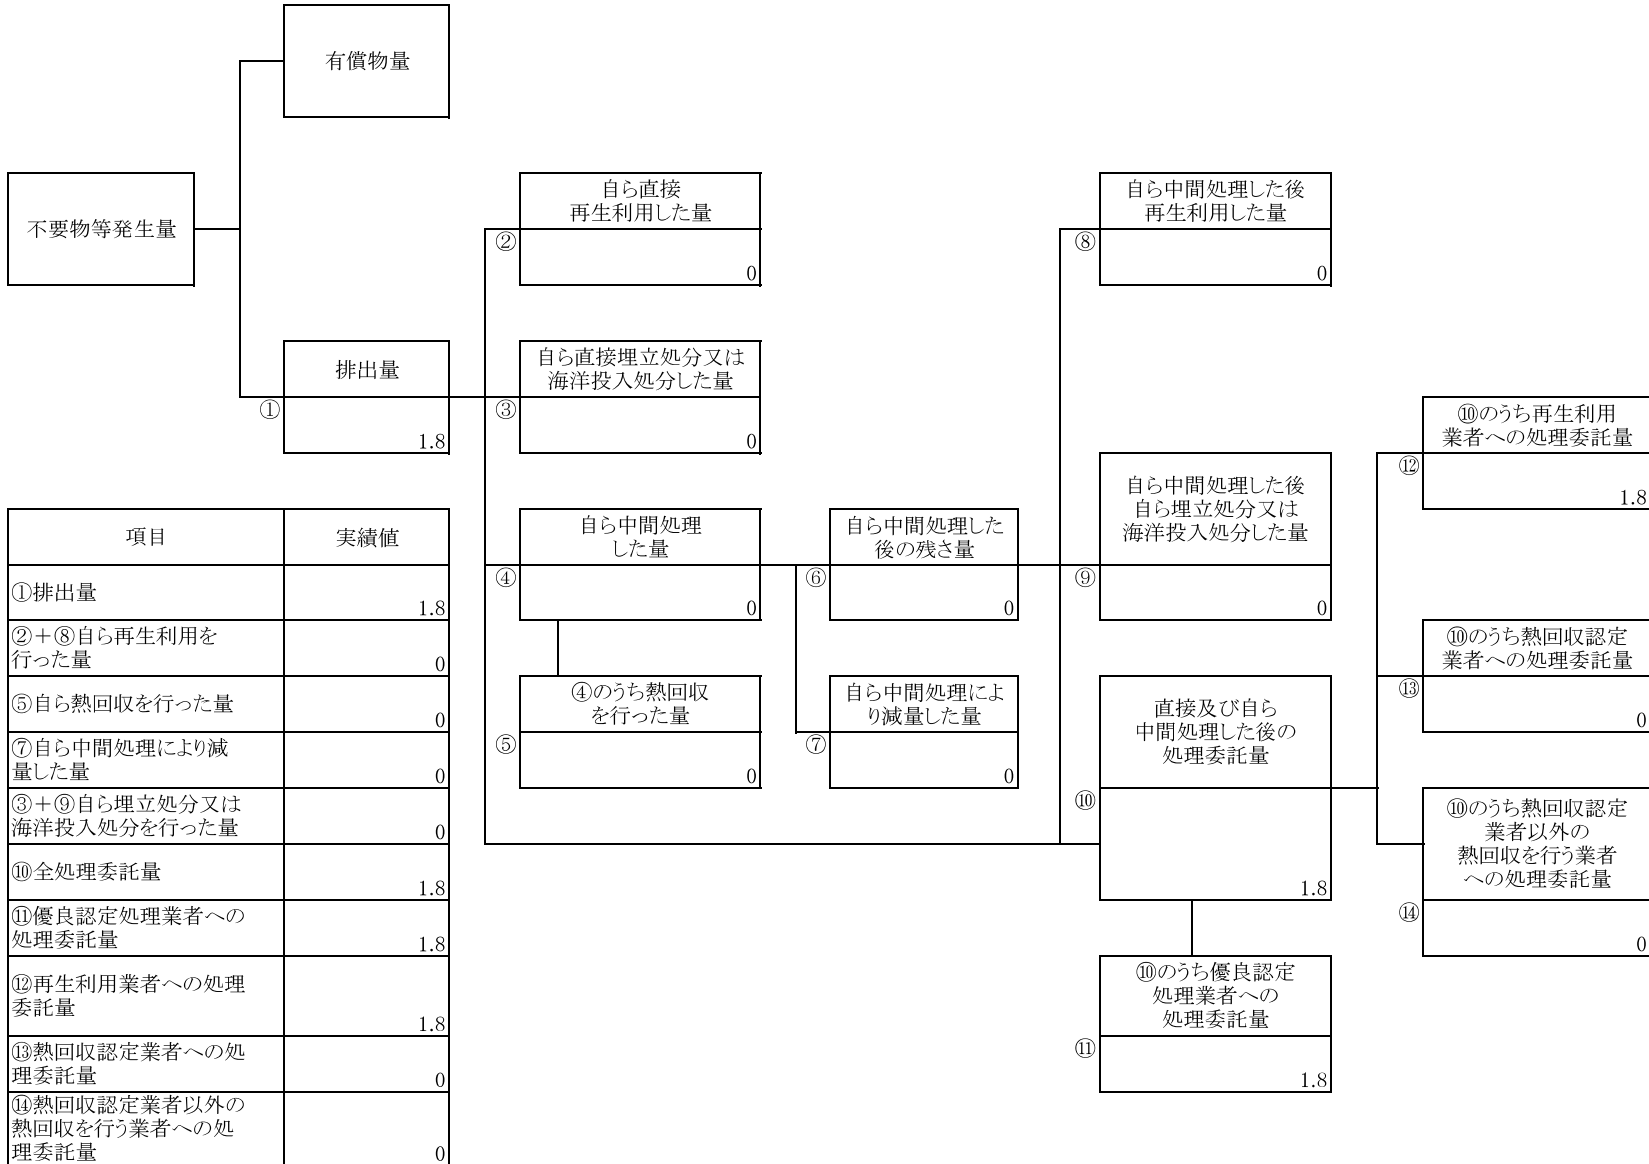 有償物量
不要物等発生量
排出量
①
1.8
自ら直接
再生利用した量
②
0
自ら直接埋立処分又は
海洋投入処分した量
③
0
自ら中間処理
した量
④
0
④のうち熱回収
を行った量
⑤
0
自ら中間処理した
後の残さ量
⑥
0
自ら中間処理によ
り減量した量
⑦
0
自ら中間処理した後
再生利用した量
⑧
0
自ら中間処理した後
自ら埋立処分又は
海洋投入処分した量
⑨
0
直接及び自ら
中間処理した後の
処理委託量
⑩
1.8
⑩のうち優良認定
処理業者への
処理委託量
⑪
1.8
⑩のうち再生利用
業者への処理委託量
⑫
1.8
⑩のうち熱回収認定
業者への処理委託量
⑬
0
⑩のうち熱回収認定
業者以外の
熱回収を行う業者
への処理委託量
⑭
0
項目 実績値
①排出量
1.8
②+⑧自ら再生利用を
行った量
0
⑤自ら熱回収を行った量
0
⑦自ら中間処理により減
量した量
0
③+⑨自ら埋立処分又は
海洋投入処分を行った量
0
⑩全処理委託量
1.8
⑪優良認定処理業者への
処理委託量
1.8
⑫再生利用業者への処理
委託量
1.8
⑬熱回収認定業者への処
理委託量
0
⑭熱回収認定業者以外の
熱回収を行う業者への処
理委託量
0